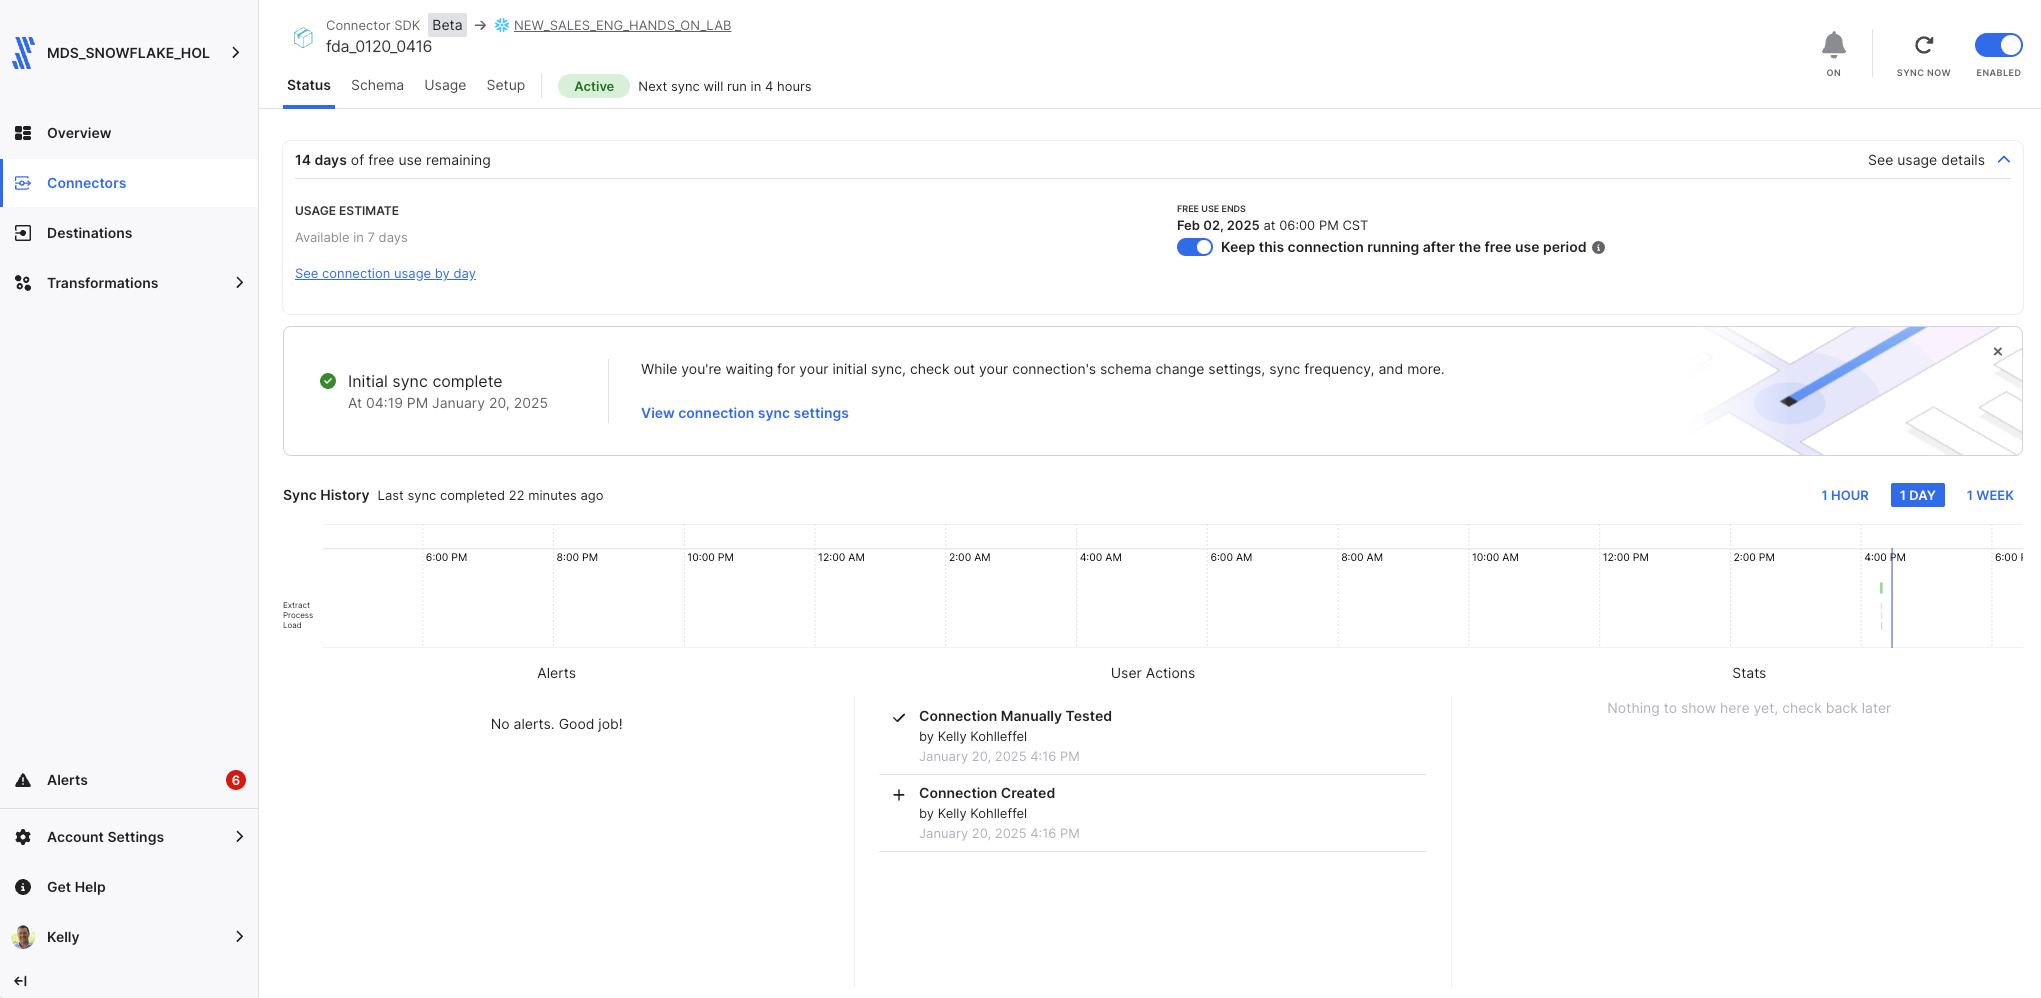 MDS_SNOWFLAKE_HOL
Overview
Connectors
Destinations
Transformations
Alerts
6
Account Settings
Get Help
Kelly
Connector SDK Beta → NEW_SALES_ENG_HANDS_ON_LAB
fda_0120_0416
ON
SYNC NOW
ENABLED
Status Schema Usage Setup Active Next sync will run in 4 hours
14 days of free use remaining
See usage details
USAGE ESTIMATE
Available in 7 days
See connection usage by day
FREE USE ENDS
Feb 02, 2025 at 06:00 PM CST
Keep this connection running after the free use period
Initial sync complete
At 04:19 PM January 20, 2025
While you're waiting for your initial sync, check out your connection's schema change settings, sync frequency, and more.
View connection sync settings
Sync History Last sync completed 22 minutes ago
1 HOUR 1 DAY 1 WEEK
6:00 PM 8:00 PM 10:00 PM 12:00 AM 2:00 AM 4:00 AM 6:00 AM 8:00 AM 10:00 AM 12:00 PM 2:00 PM 4:00 PM 6:00 P
Extract
Process
Load
Alerts
No alerts. Good job!
User Actions
Connection Manually Tested
by Kelly Kohlleffel
January 20, 2025 4:16 PM
Connection Created
by Kelly Kohlleffel
January 20, 2025 4:16 PM
Stats
Nothing to show here yet, check back later